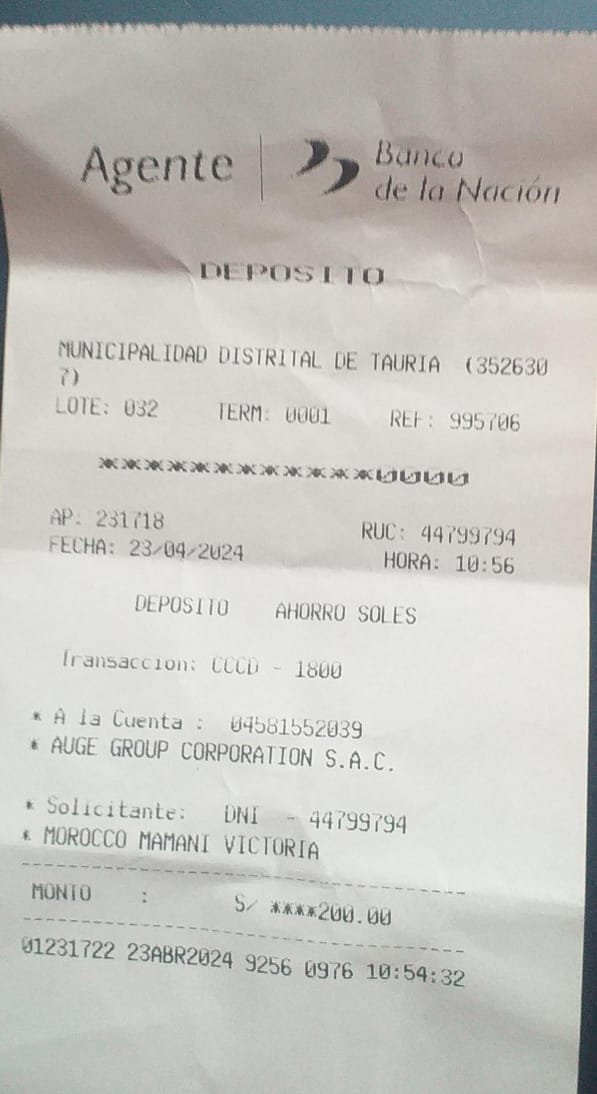 Agente
Banco
de la Nación
DEPOSITO
MUNICIPALIDAD DISTRITAL DE TAURIA (352630
7)
LOTE: 032 TERM: 0001 REF: 995706
************0000
AP: 231718 RUC: 44799794
FECHA: 23/04/2024 HORA: 10:56
DEPOSITO AHORRO SOLES
Transaccion: CCCD - 1800
* A la Cuenta : 04581552039
* AUGE GROUP CORPORATION S.A.C.
* Solicitante: DNI - 44799794
* MOROCCO MAMANI VICTORIA
MONTO : S/ ****200.00
01231722 23ABR2024 9256 0976 10:54:32